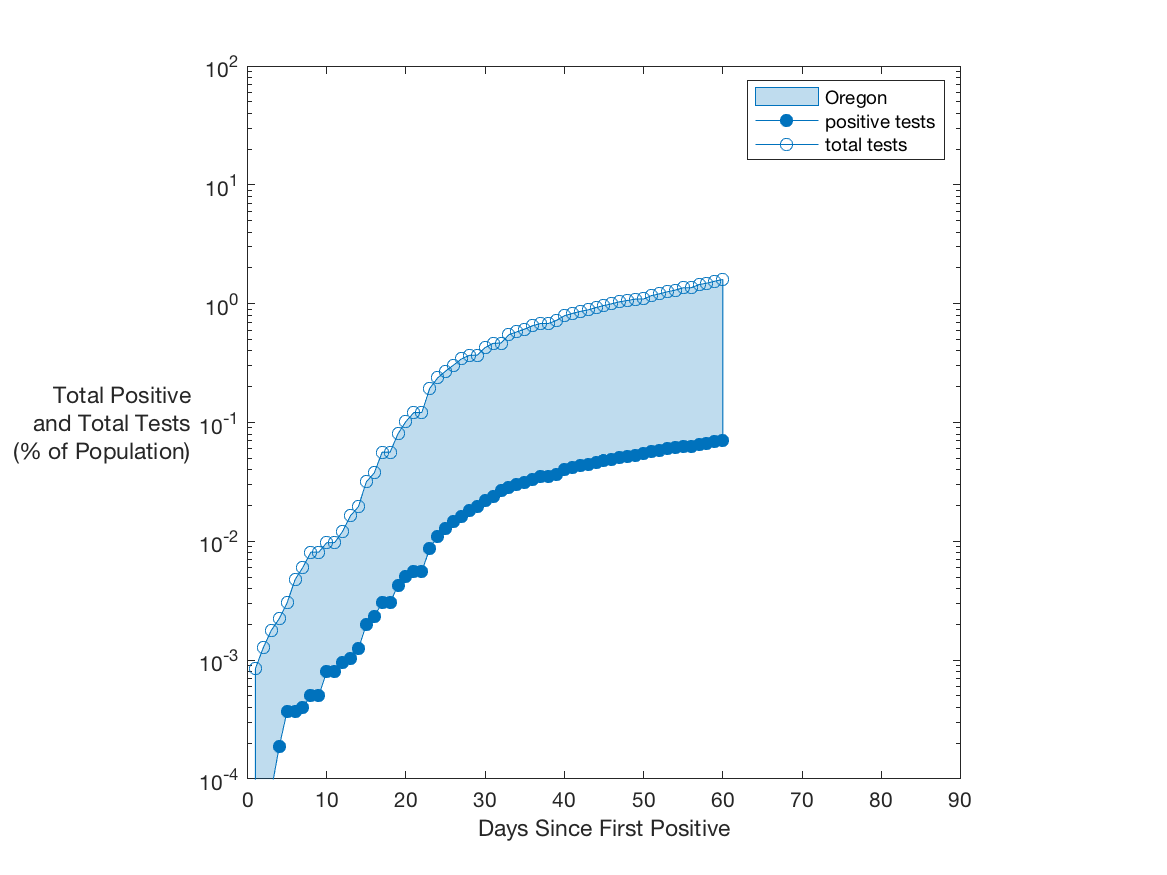 10^2
10^1
10^0
10^-1
10^-2
10^-3
10^-4
Total Positive
and Total Tests
(% of Population)
Oregon
positive tests
total tests
0 10 20 30 40 50 60 70 80 90
Days Since First Positive